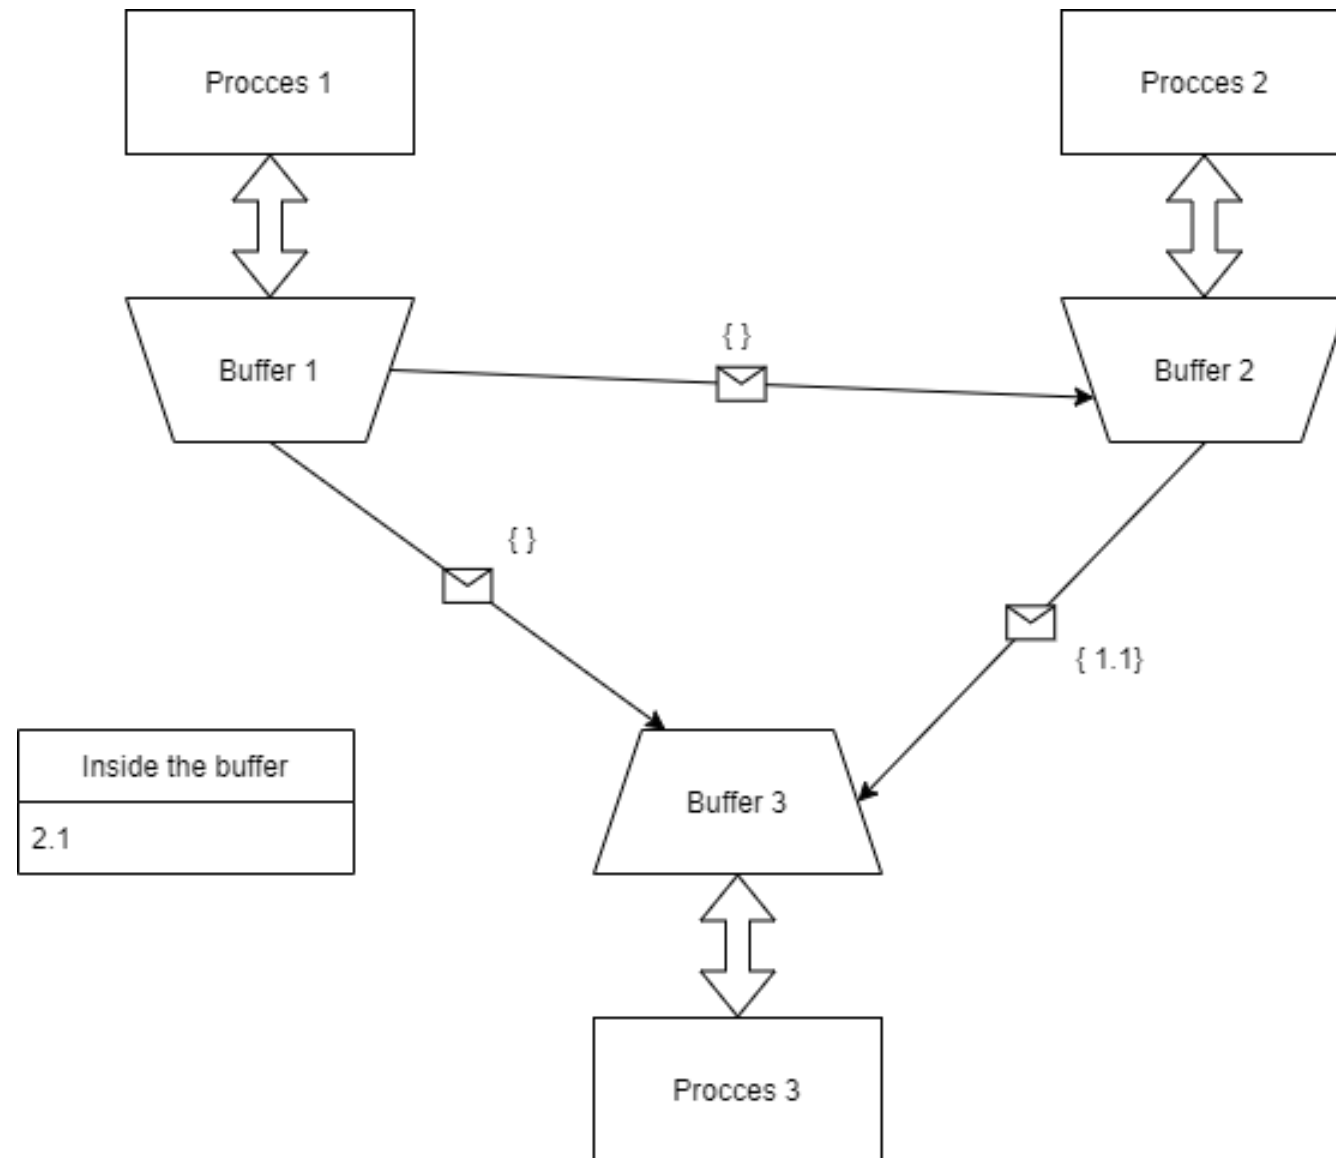 Procces 1
Procces 2
Buffer 1
{ }
Buffer 2
{ }
{ 1.1}
Inside the buffer
2.1
Buffer 3
Procces 3